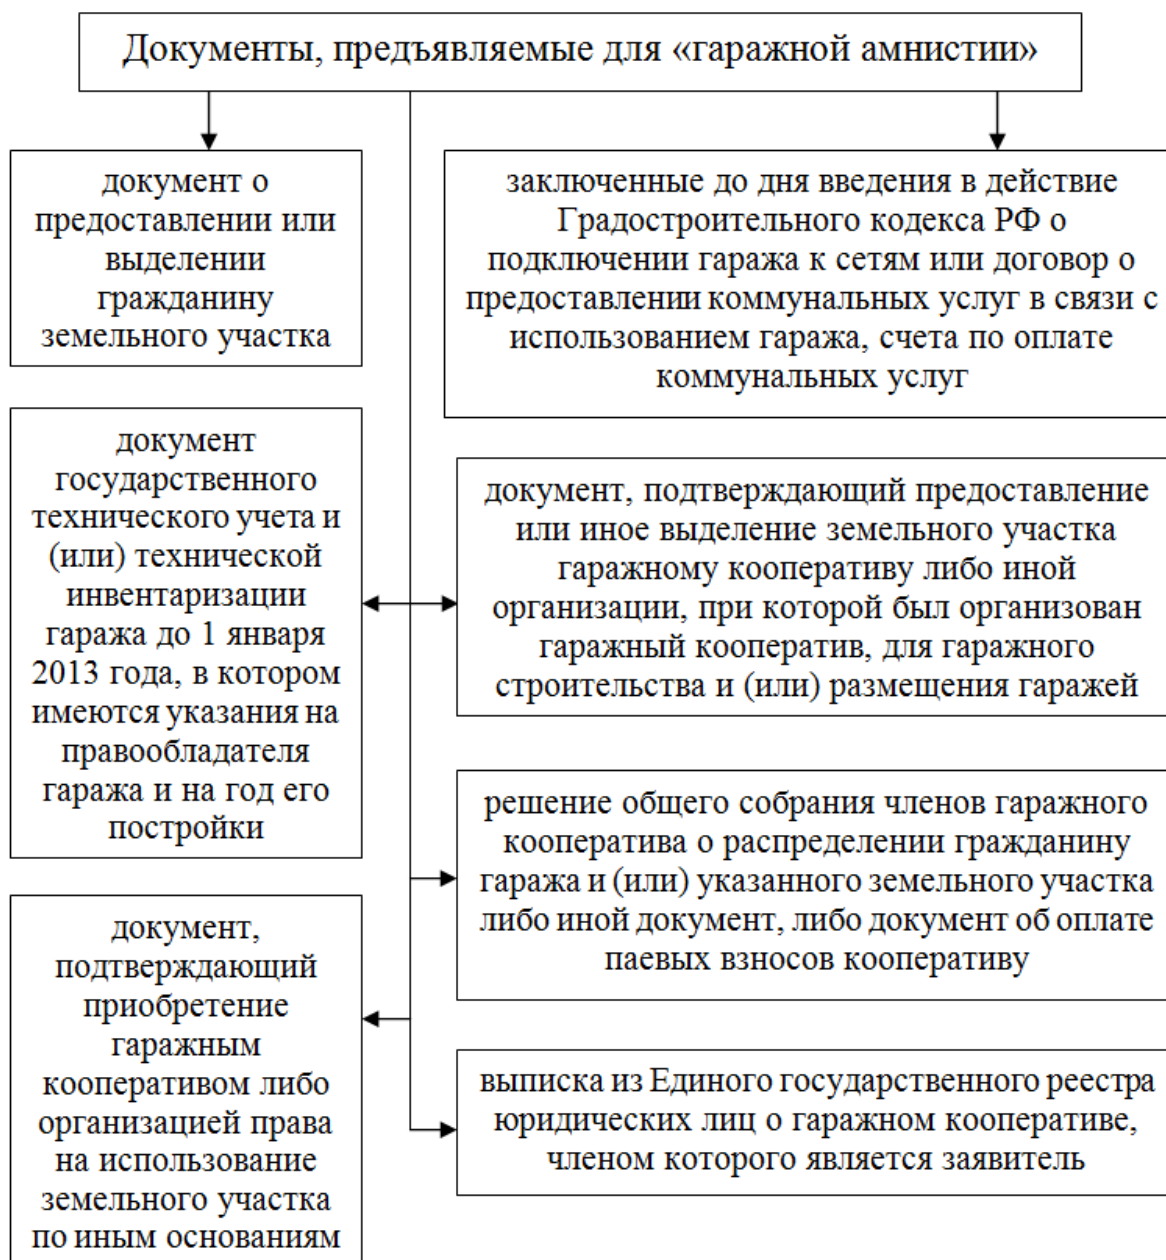 Документы, предъявляемые для «гаражной амнистии»
документ о
предоставлении или
выделении
гражданину
земельного участка
заключенные до дня введения в действие
Градостроительного кодекса РФ о
подключении гаража к сетям или договор о
предоставлении коммунальных услуг в связи с
использованием гаража, счета по оплате
коммунальных услуг
документ
государственного
технического учета и
(или) технической
инвентаризации
гаража до 1 января
2013 года, в котором
имеются указания на
правообладателя
гаража и на год его
постройки
документ, подтверждающий предоставление
или иное выделение земельного участка
гаражному кооперативу либо иной
организации, при которой был организован
гаражный кооператив, для гаражного
строительства и (или) размещения гаражей
решение общего собрания членов гаражного
кооператива о распределении гражданину
гаража и (или) указанного земельного участка
либо иной документ, либо документ об оплате
паевых взносов кооперативу
документ,
подтверждающий
приобретение
гаражным
кооперативом либо
организацией права
на использование
земельного участка
по иным основаниям
выписка из Единого государственного реестра
юридических лиц о гаражном кооперативе,
членом которого является заявитель